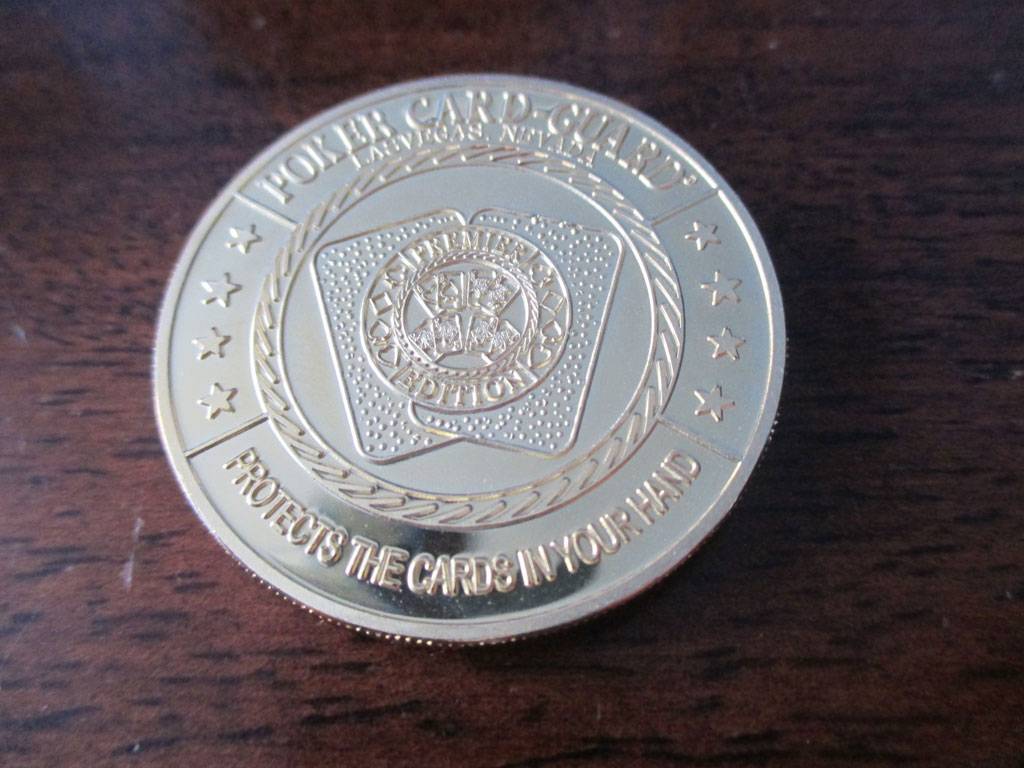 POKER CARD-GUARD®
LAS VEGAS, NEVADA
PREMIER
EDITION
PROTECTS THE CARDS IN YOUR HAND